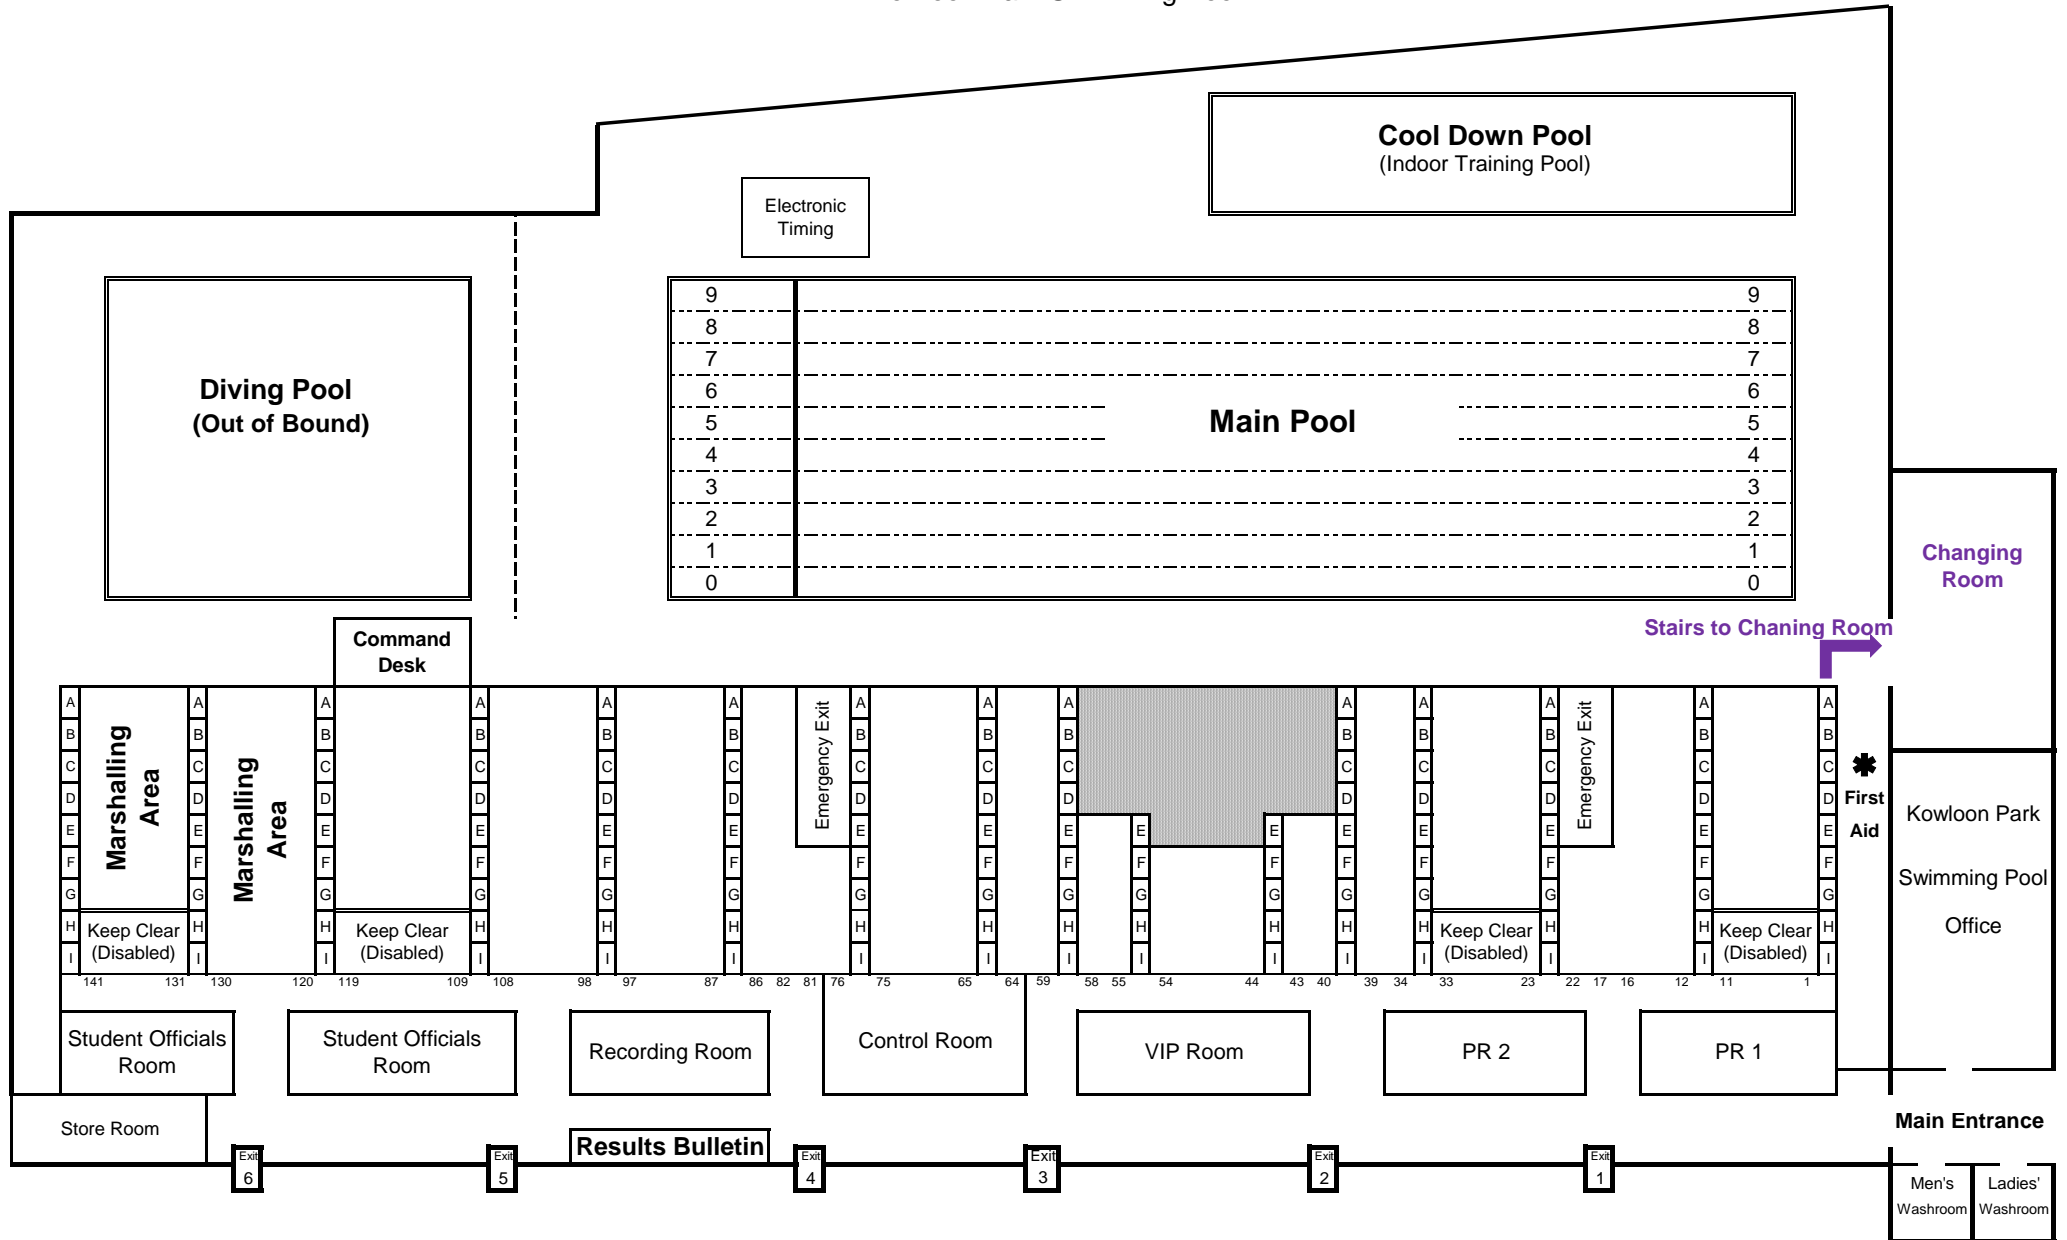 Cool Down Pool
(Indoor Training Pool)
Electronic
Timing
9 9
8 8
7 7
6 6
5 5
4 4
3 3
2 2
1 1
0 0
Main Pool
Diving Pool
(Out of Bound)
Changing
Room
Stairs to Chaning Room
Command
Desk
A A A A A A A A A A A A A A
B B B B B B B B B B B B B B
C C C C C C C C C C C C C C
D D D D D D D D D D D D D D
E E E E E E E E E E E E E E E E
F F F F F F F F F F F F F F F F
G G G G G G G G G G G G G G G G
H H H H H H H H H H H H H H H H
I I I I I I I I I I I I I I I I
Marshalling
Area
Marshalling
Area
Emergency Exit
Emergency Exit
First
Aid
Kowloon Park
Swimming Pool
Office
Keep Clear
(Disabled)
Keep Clear
(Disabled)
Keep Clear
(Disabled)
Keep Clear
(Disabled)
141 131 130 120 119 109 108 98 97 87 86 82 81 76 75 65 64 59 58 55 54 44 43 40 39 34 33 23 22 17 16 12 11 1
Student Officials
Room
Student Officials
Room
Recording Room
Control Room
VIP Room
PR 2
PR 1
Store Room
Results Bulletin
Main Entrance
Exit
6
Exit
5
Exit
4
Exit
3
Exit
2
Exit
1
Men's
Washroom
Ladies'
Washroom